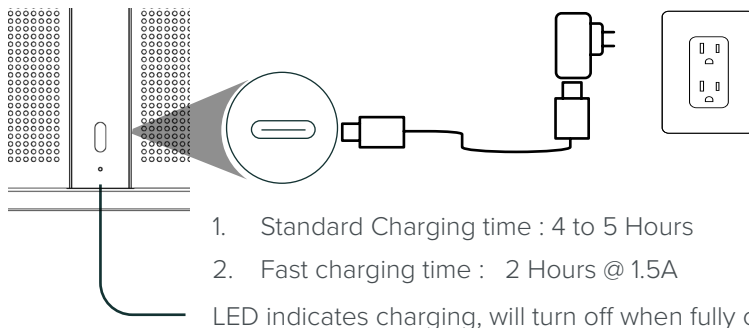 1. Standard Charging time : 4 to 5 Hours
2. Fast charging time : 2 Hours @ 1.5A
LED indicates charging, will turn off when fully